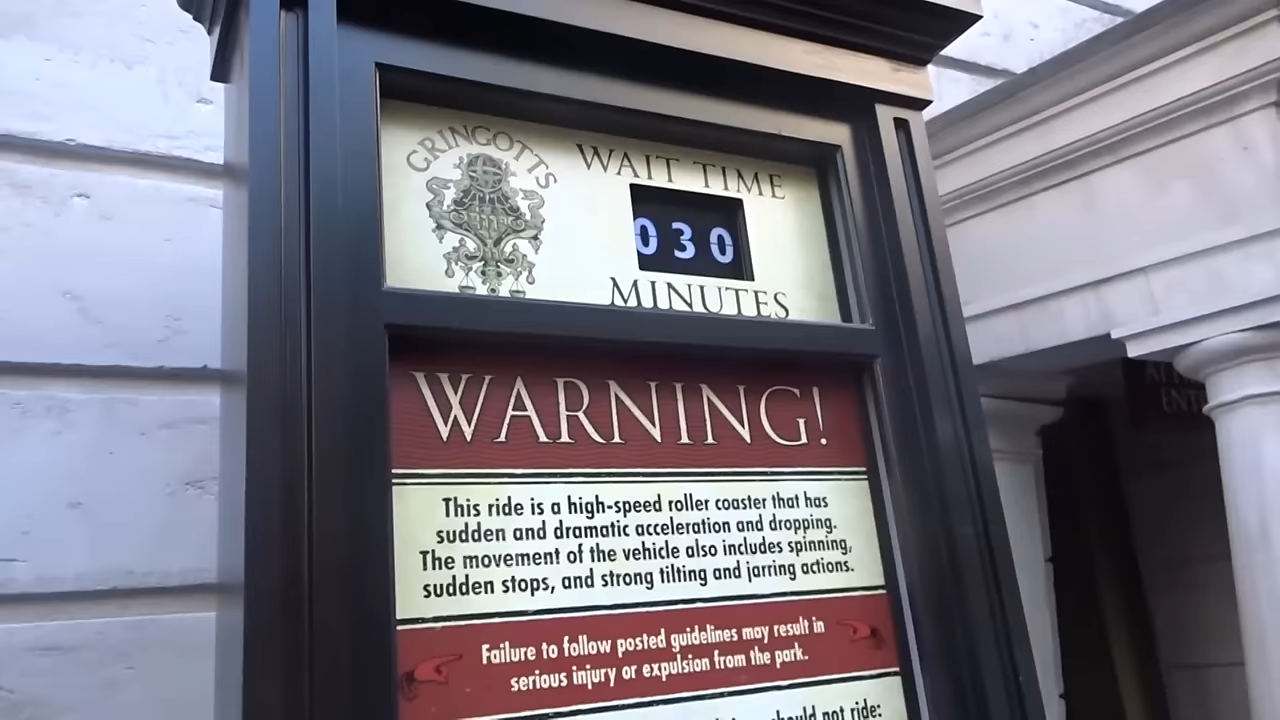 GRINGOTTS
WAIT TIME
030
MINUTES
WARNING!
This ride is a high-speed roller coaster that has
sudden and dramatic acceleration and dropping.
The movement of the vehicle also includes spinning,
sudden stops, and strong tilting and jarring actions.
Failure to follow posted guidelines may result in
serious injury or expulsion from the park.
should not ride: